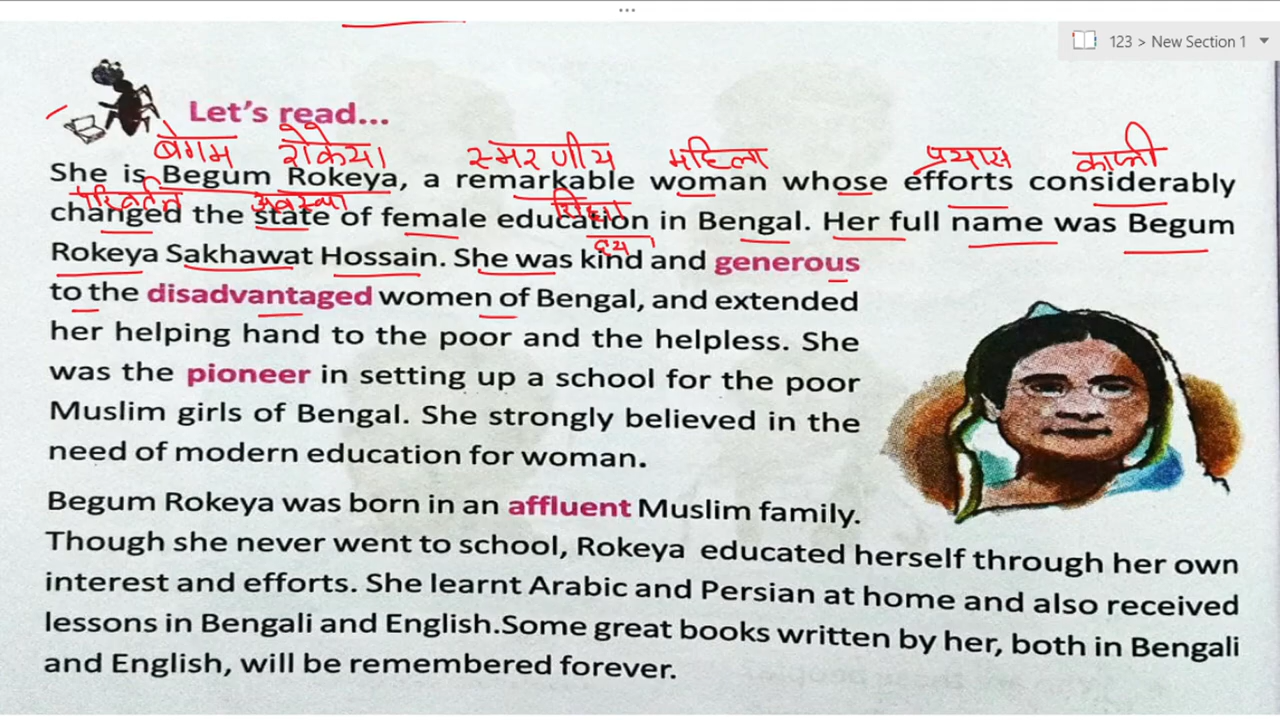 123 > New Section 1
Let's read...
बेगम रोकेया स्मरणीय महिला प्रयास काफी
She is Begum Rokeya, a remarkable woman whose efforts considerably
परिवर्तित अवस्था शिक्षा
changed the state of female education in Bengal. Her full name was Begum
Rokeya Sakhawat Hossain. She was kind and generous
to the disadvantaged women of Bengal, and extended
her helping hand to the poor and the helpless. She
was the pioneer in setting up a school for the poor
Muslim girls of Bengal. She strongly believed in the
need of modern education for woman.
Begum Rokeya was born in an affluent Muslim family.
Though she never went to school, Rokeya educated herself through her own
interest and efforts. She learnt Arabic and Persian at home and also received
lessons in Bengali and English.Some great books written by her, both in Bengali
and English, will be remembered forever.